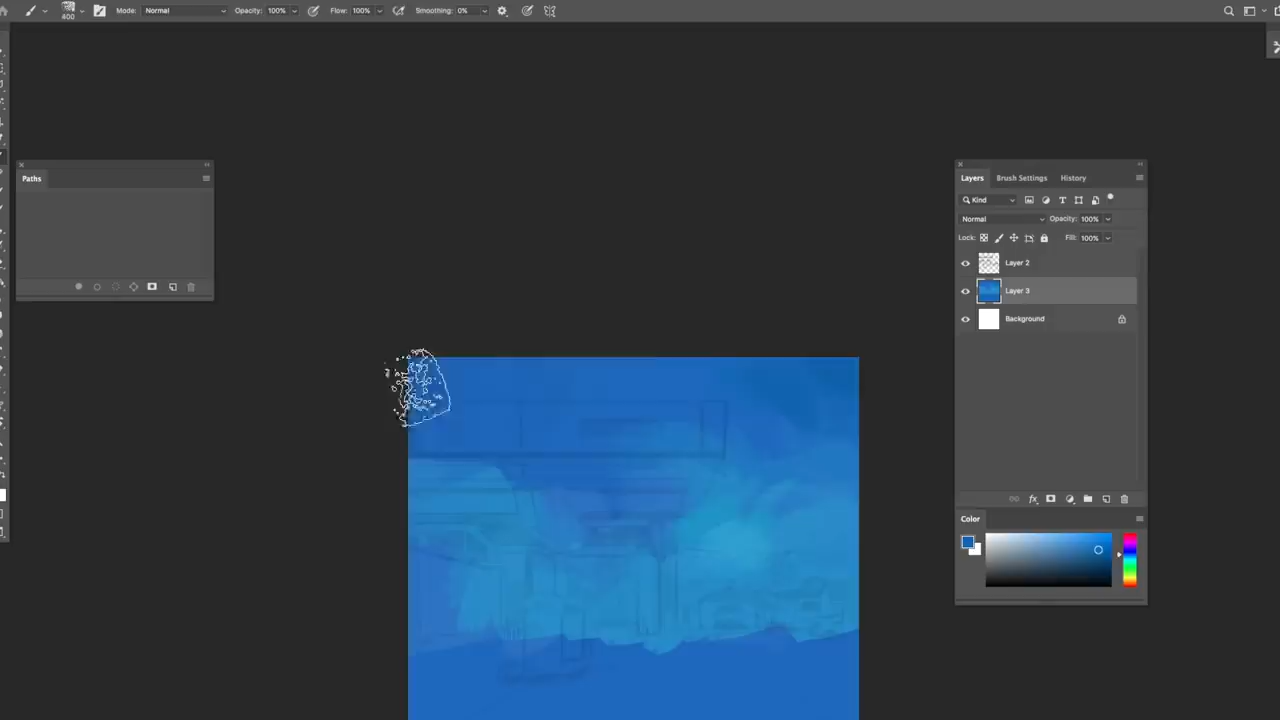 400 Mode: Normal Opacity: 100% Flow: 100% Smoothing: 0%
Paths
Layers Brush Settings History
Kind
Normal Opacity: 100%
Lock: Fill: 100%
Layer 2
Layer 3
Background
fx
Color